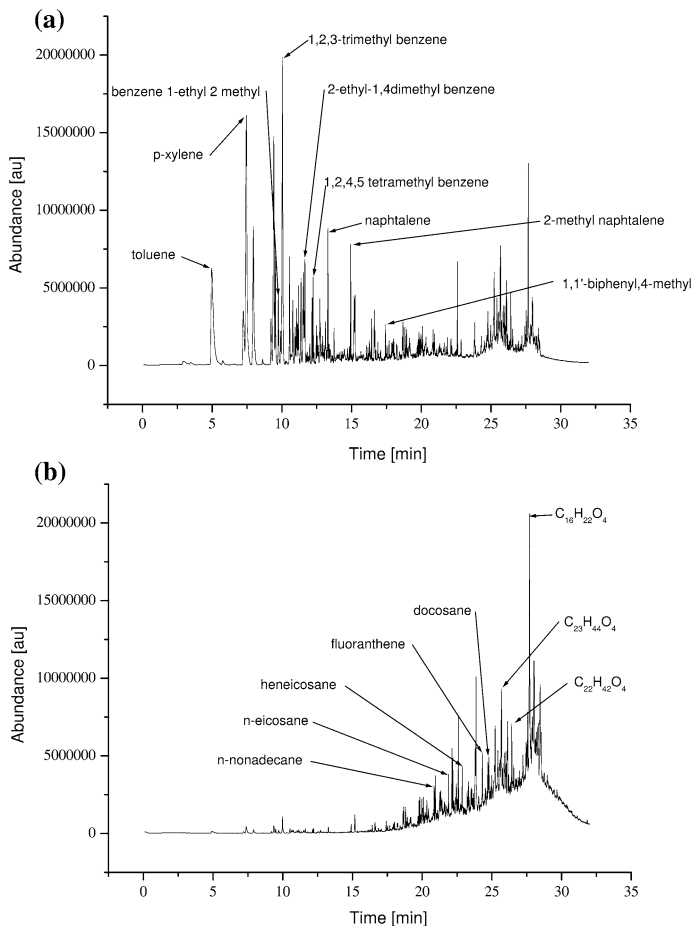 (a)
20000000
15000000
10000000
5000000
0
Abundance [au]
1,2,3-trimethyl benzene
benzene 1-ethyl 2 methyl
2-ethyl-1,4dimethyl benzene
p-xylene
1,2,4,5 tetramethyl benzene
naphtalene
2-methyl naphtalene
toluene
1,1'-biphenyl,4-methyl
0 5 10 15 20 25 30 35
Time [min]
(b)
20000000
15000000
10000000
5000000
0
Abundance [au]
C16H22O4
docosane
C23H44O4
fluoranthene
heneicosane
C22H42O4
n-eicosane
n-nonadecane
0 5 10 15 20 25 30 35
Time [min]